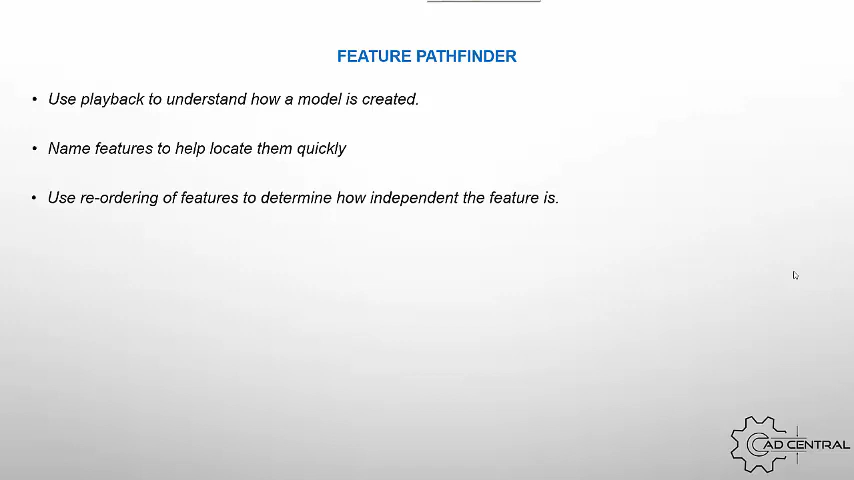 FEATURE PATHFINDER
• Use playback to understand how a model is created.
• Name features to help locate them quickly
• Use re-ordering of features to determine how independent the feature is.
CAD CENTRAL